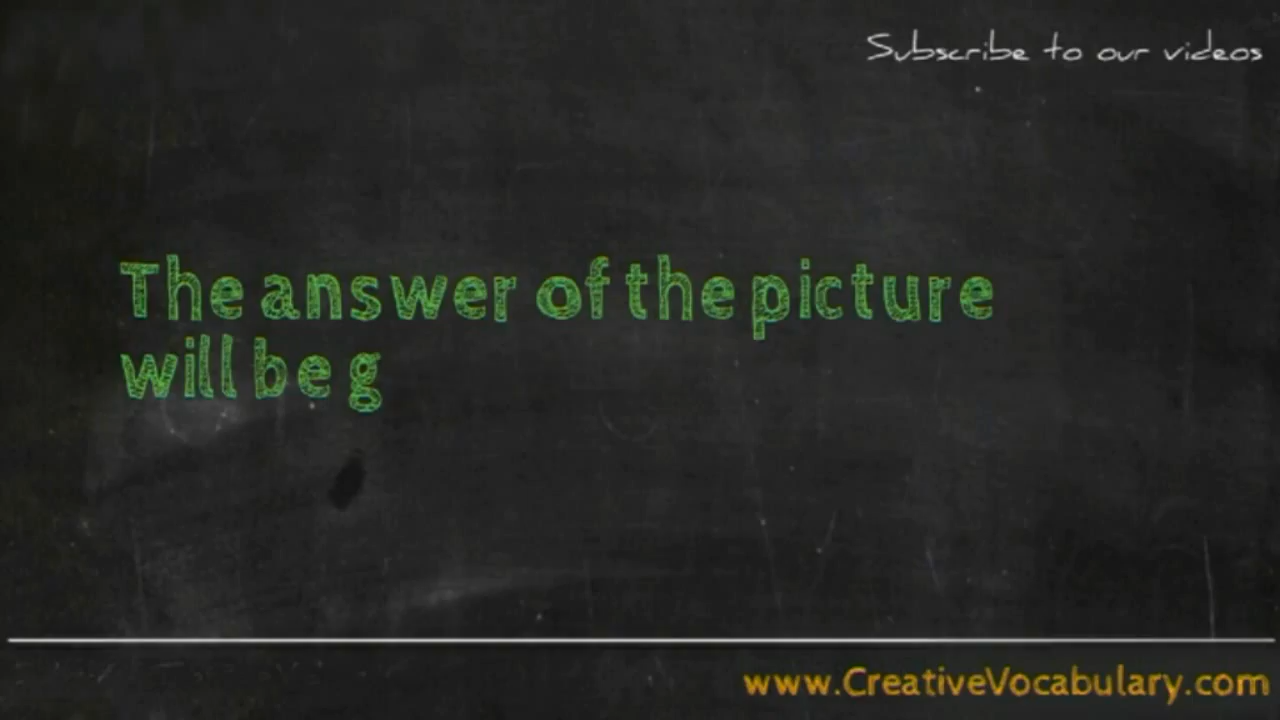 Subscribe to our videos
The answer of the picture
will be g
www.CreativeVocabulary.com